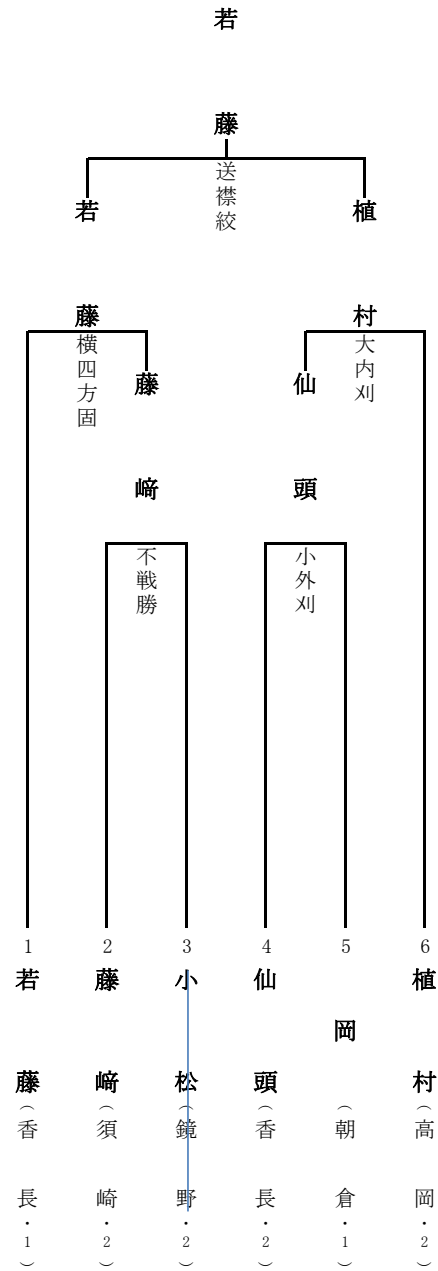 若藤
送襟絞
若藤
植村
横四方固
大内刈
藤﨑
仙頭
不戦勝
小外刈
1 若藤（香長・1）
2 藤﨑（須崎・2）
3 小松（鏡野・2）
4 仙頭（香長・2）
5 岡（朝倉・1）
6 植村（高岡・2）